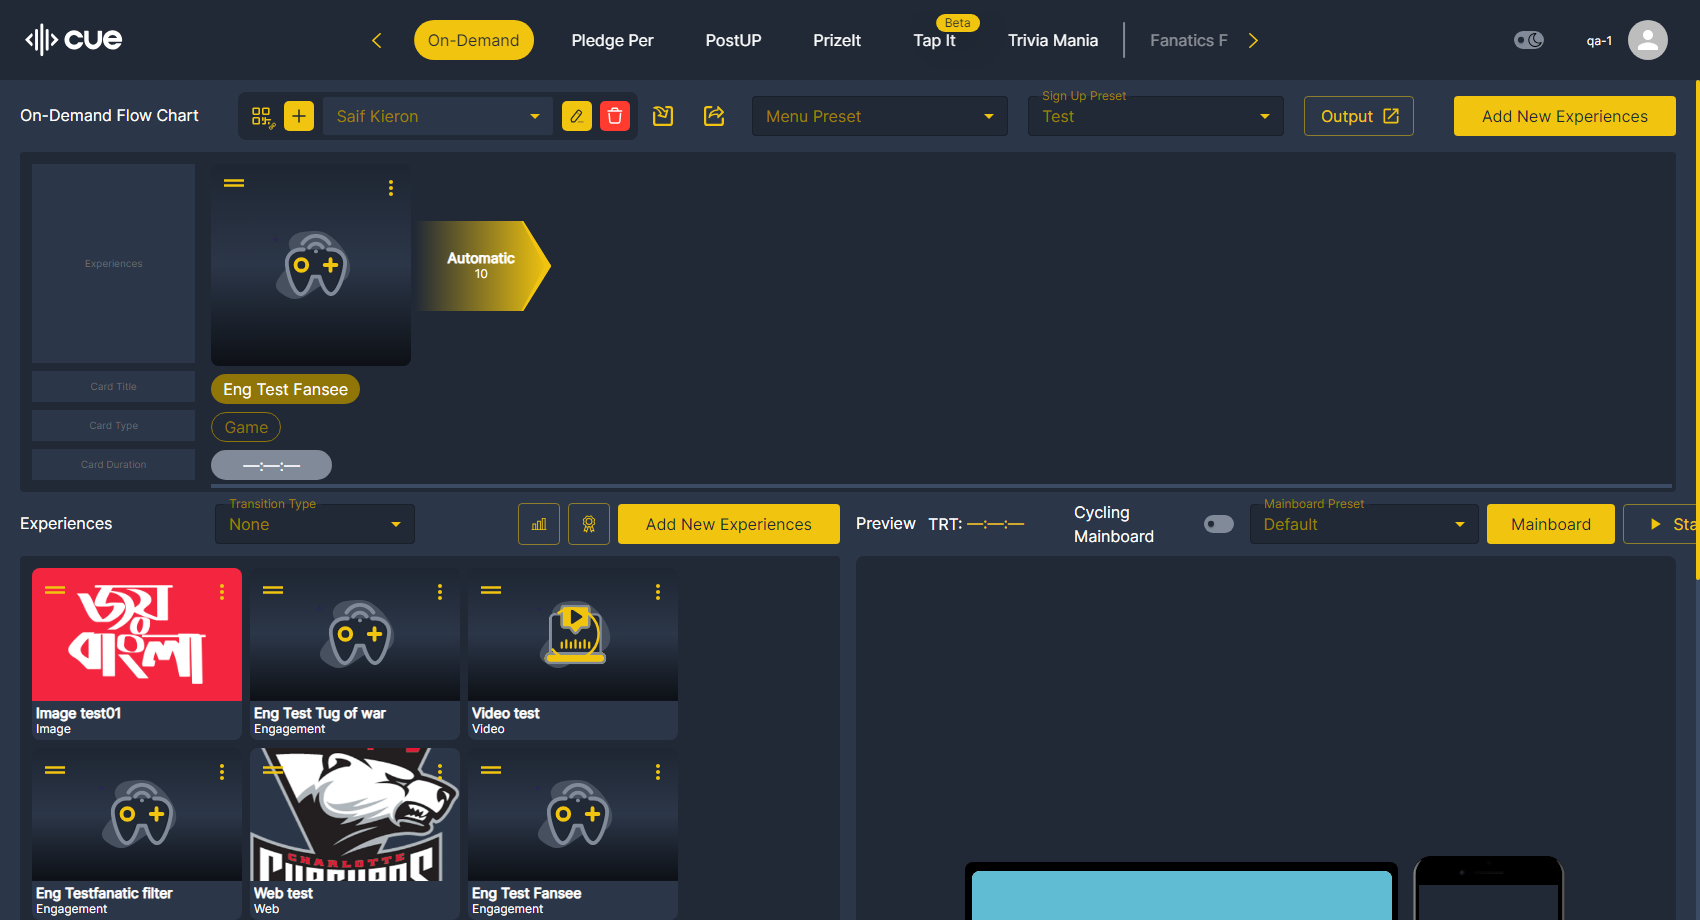 cue
On-Demand
Pledge Per
PostUP
PrizeIt
Beta
Tap It
Trivia Mania
Fanatics F
qa-1
On-Demand Flow Chart
Saif Kieron
Menu Preset
Sign Up Preset
Test
Output
Add New Experiences
Experiences
Automatic
10
Card Title
Eng Test Fansee
Card Type
Game
Card Duration
—:—:—
Experiences
Transition Type
None
Add New Experiences
Preview
TRT: —:—:—
Cycling
Mainboard
Mainboard Preset
Default
Mainboard
Sta
জয়
বাংলা
Image test01
Image
Eng Test Tug of war
Engagement
Video test
Video
Eng Testfanatic filter
Engagement
CHARLOTTE
Web test
Web
Eng Test Fansee
Engagement